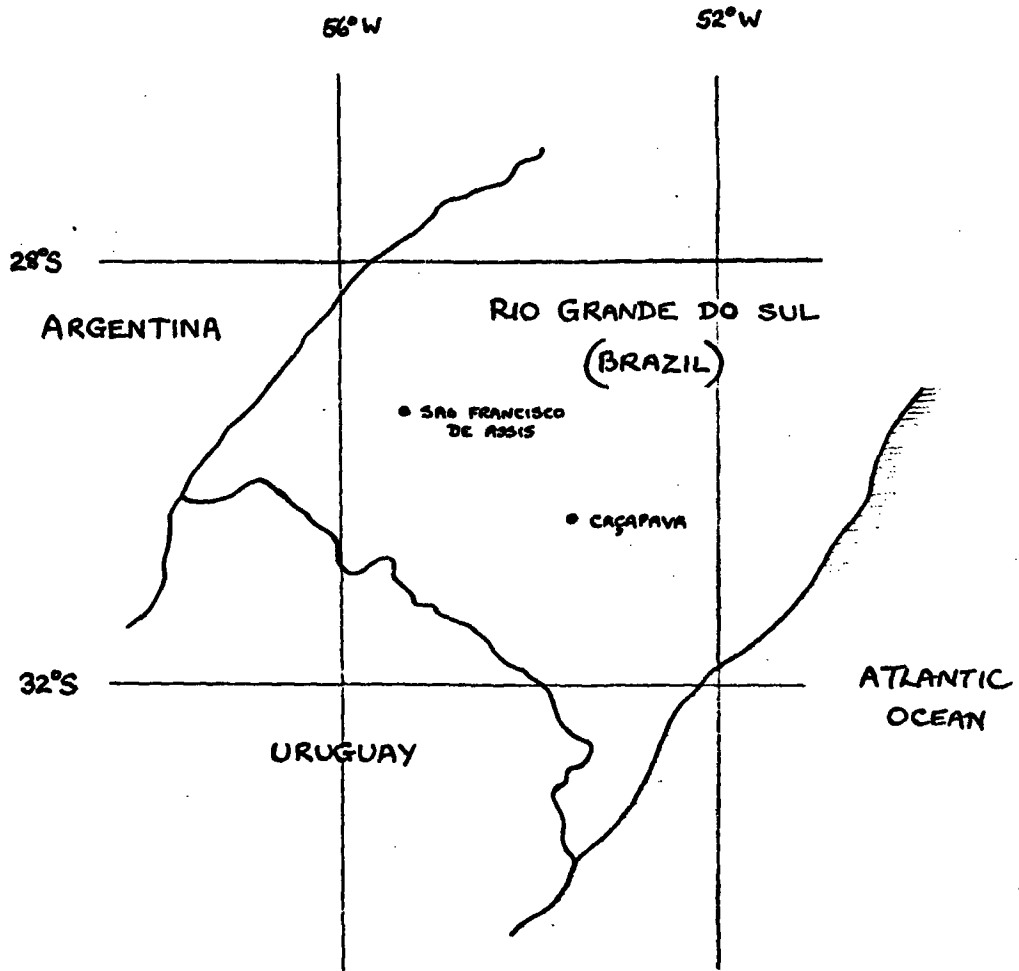 56°W
52°W
28°S
ARGENTINA
RIO GRANDE DO SUL
(BRAZIL)
• SAO FRANCISCO
DE ASSIS
• CAÇAPAVA
32°S
ATLANTIC
OCEAN
URUGUAY